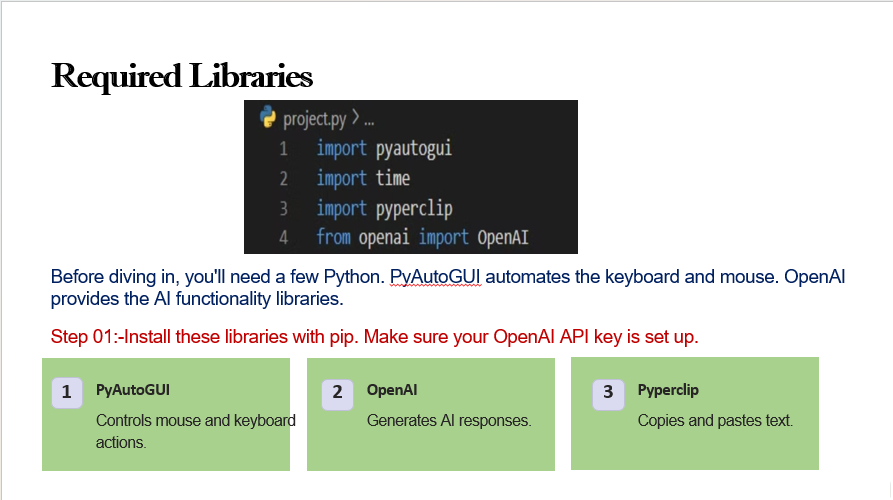 Required Libraries
project.py > ...
1 import pyautogui
2 import time
3 import pyperclip
4 from openai import OpenAI
Before diving in, you'll need a few Python. PyAutoGUI automates the keyboard and mouse. OpenAI
provides the AI functionality libraries.
Step 01:-Install these libraries with pip. Make sure your OpenAI API key is set up.
1 PyAutoGUI
Controls mouse and keyboard
actions.
2 OpenAI
Generates AI responses.
3 Pyperclip
Copies and pastes text.